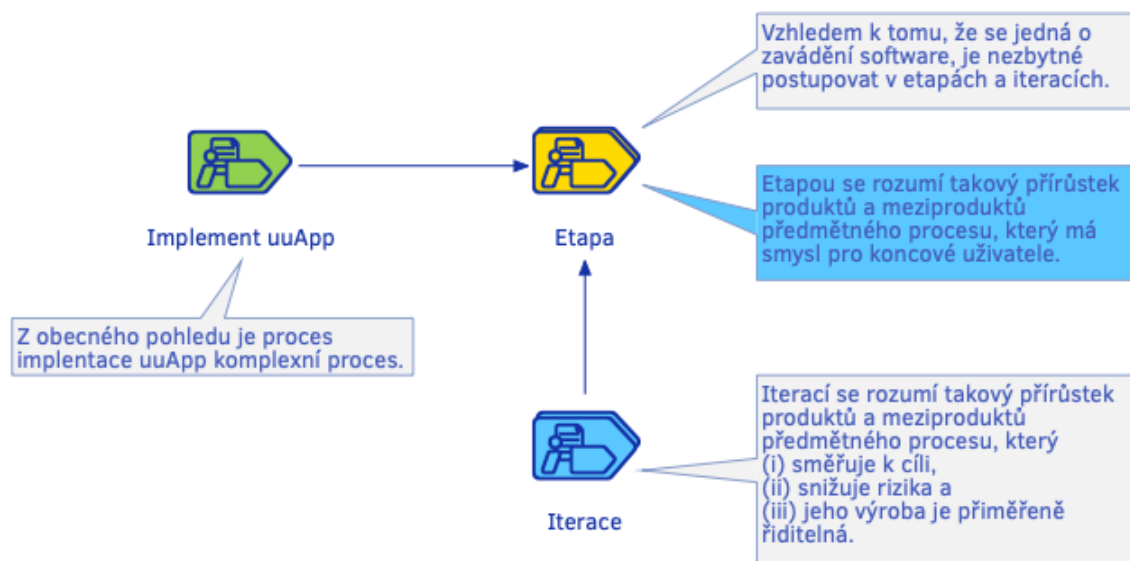 Vzhledem k tomu, že se jedná o
zavádění software, je nezbytné
postupovat v etapách a iteracích.
Implement uuApp
Etapa
Etapou se rozumí takový přírůstek
produktů a meziproduktů
předmětného procesu, který má
smysl pro koncové uživatele.
Z obecného pohledu je proces
implentace uuApp komplexní proces.
Iterace
Iterací se rozumí takový přírůstek
produktů a meziproduktů
předmětného procesu, který
(i) směřuje k cíli,
(ii) snižuje rizika a
(iii) jeho výroba je přiměřeně
řiditelná.